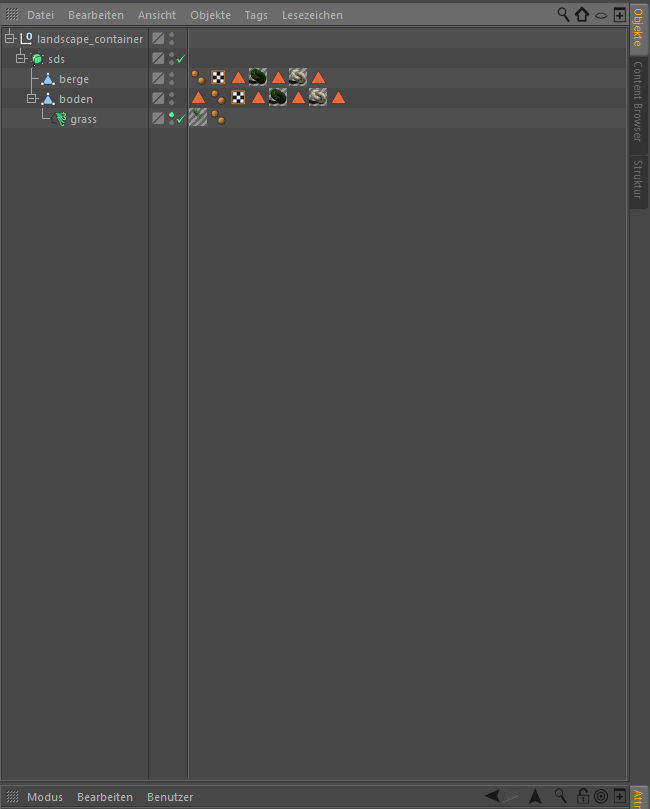 Datei Bearbeiten Ansicht Objekte Tags Lesezeichen
landscape_container
sds
berge
boden
grass
Objekte
Content Browser
Struktur
Modus Bearbeiten Benutzer
Attr